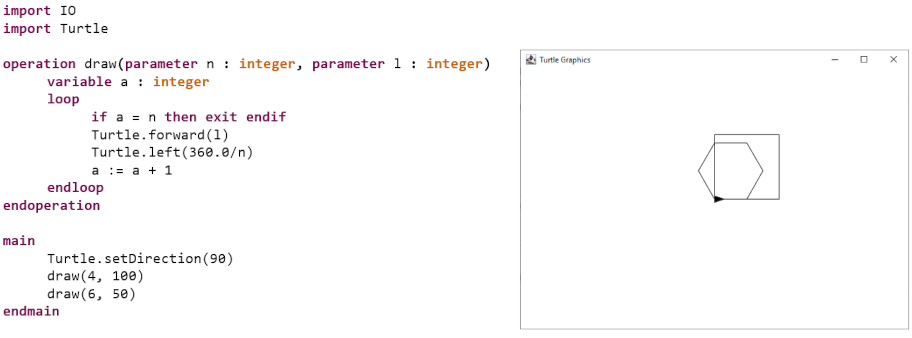 import IO
import Turtle
operation draw(parameter n : integer, parameter l : integer)
variable a : integer
loop
if a = n then exit endif
Turtle.forward(l)
Turtle.left(360.0/n)
a := a + 1
endloop
endoperation
main
Turtle.setDirection(90)
draw(4, 100)
draw(6, 50)
endmain
Turtle Graphics